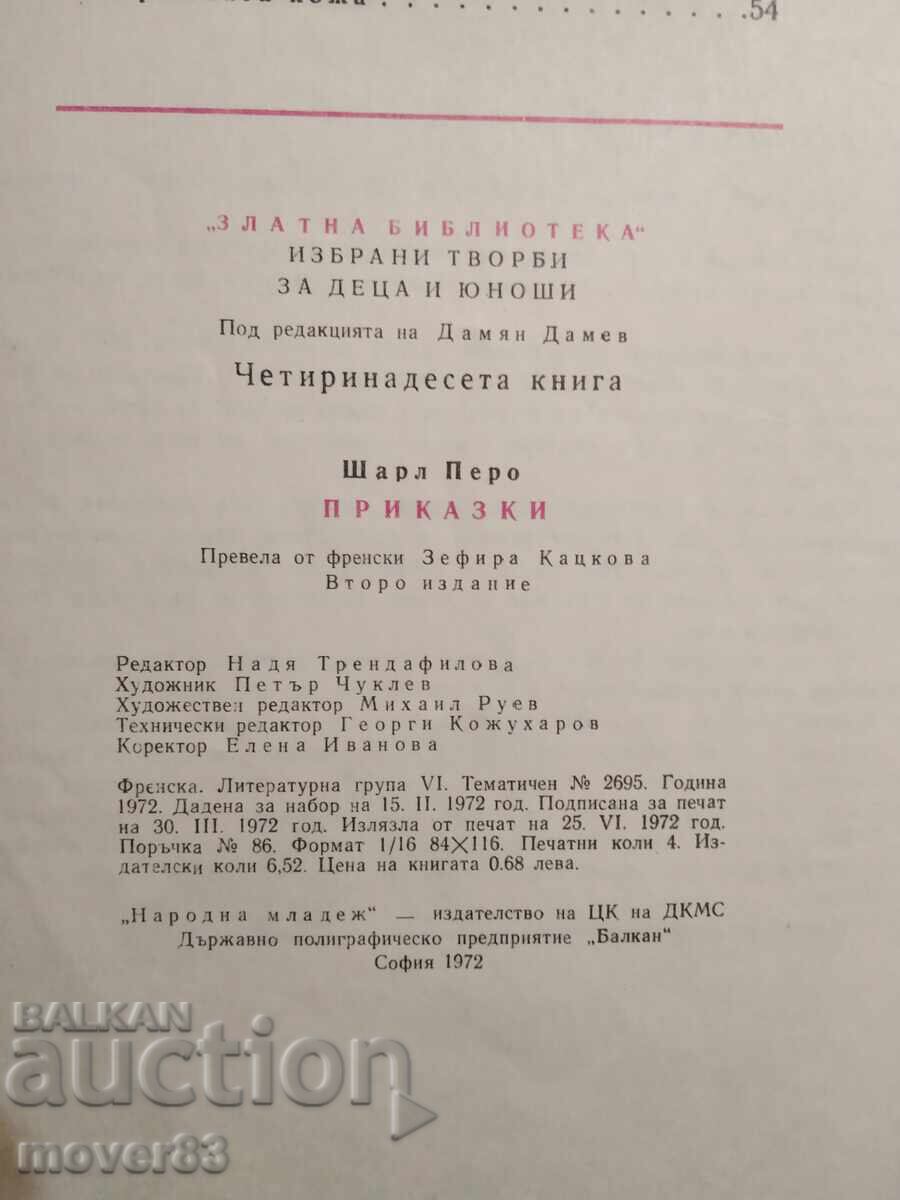 кожа . . . . . . . . . . . . . . . .54
„ЗЛАТНА БИБЛИОТЕКА“
ИЗБРАНИ ТВОРБИ
ЗА ДЕЦА И ЮНОШИ
Под редакцията на Дамян Дамев
Четиринадесета книга
Шарл Перо
ПРИКАЗКИ
Превела от френски Зефира Кацкова
Второ издание
Редактор Надя Трендафилова
Художник Петър Чуклев
Художествен редактор Михаил Руев
Технически редактор Георги Кожухаров
Коректор Елена Иванова
Френска. Литературна група VI. Тематичен № 2695. Година
1972. Дадена за набор на 15. II. 1972 год. Подписана за печат
на 30. III. 1972 год. Излязла от печат на 25. VI. 1972 год.
Поръчка № 86. Формат 1/16 84X116. Печатни коли 4. Из-
дателски коли 6,52. Цена на книгата 0.68 лева.
„Народна младеж“ — издателство на ЦК на ДКМС
Държавно полиграфическо предприятие „Балкан“
София 1972
BALKAN
auction
mover83